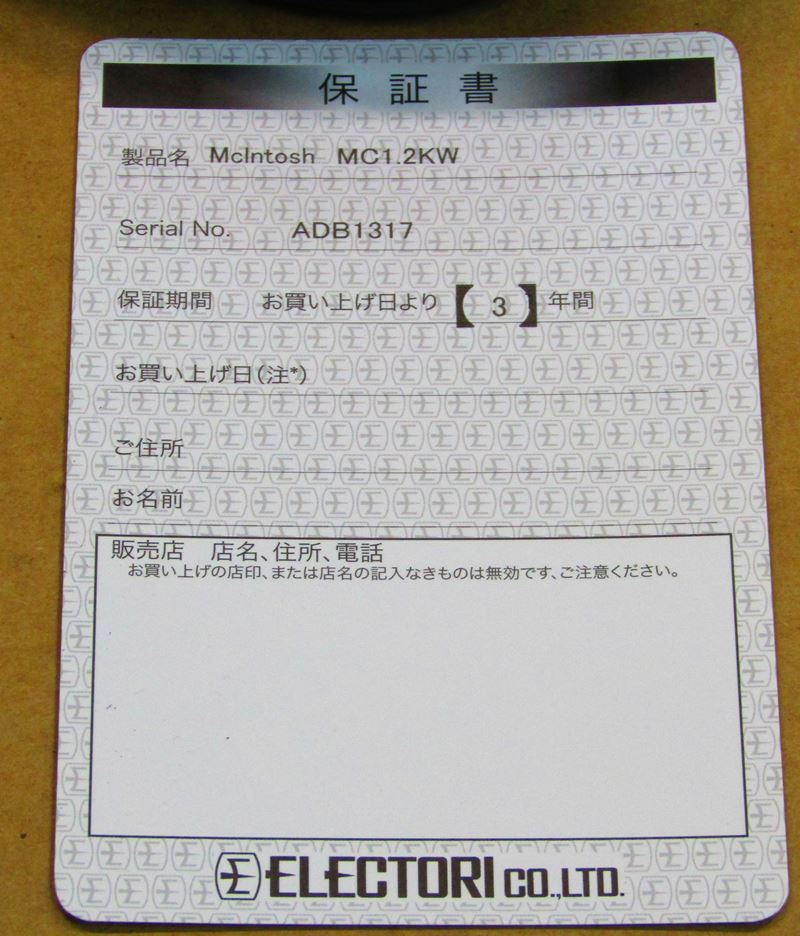 保証書
製品名 McIntosh MC1.2KW
Serial No. ADB1317
保証期間 お買い上げ日より【3】年間
お買い上げ日(注*)
ご住所
お名前
販売店 店名、住所、電話
お買い上げの店印、または店名の記入なきものは無効です、ご注意ください。
ELECTORI CO.,LTD.